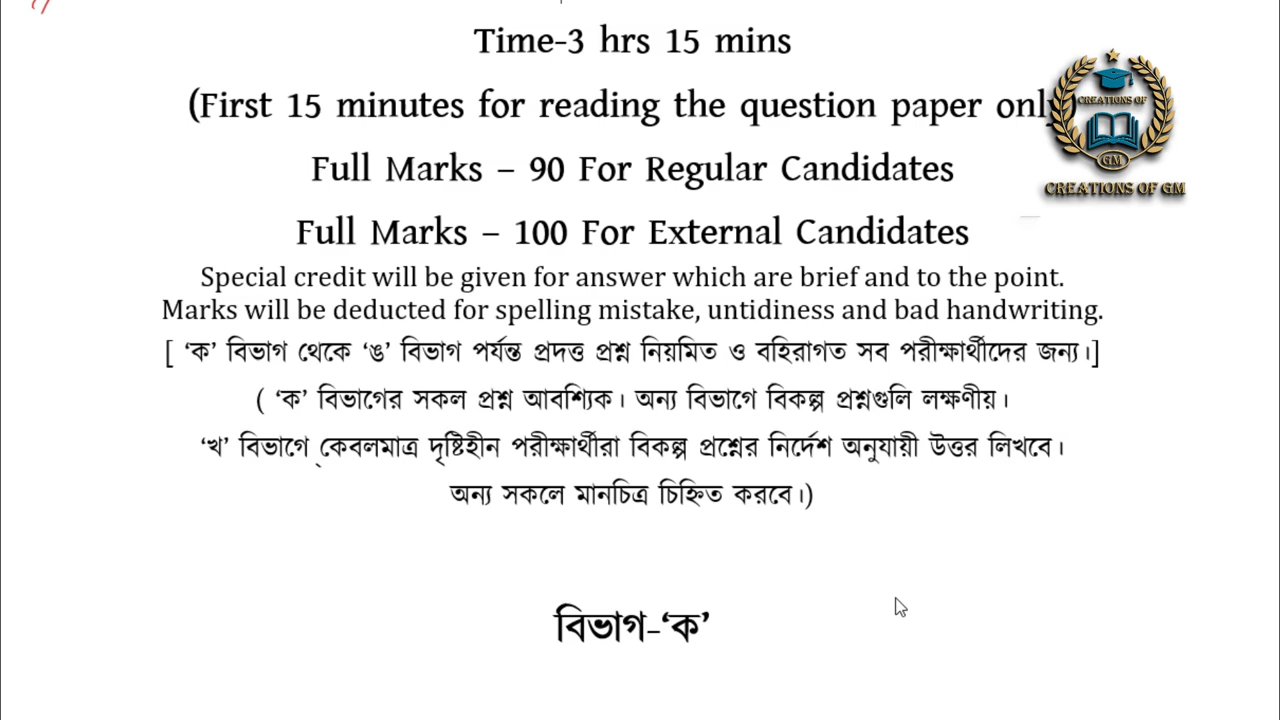 Time-3 hrs 15 mins
(First 15 minutes for reading the question paper only)
CREATIONS OF
GM
CREATIONS OF GM
Full Marks – 90 For Regular Candidates
Full Marks – 100 For External Candidates
Special credit will be given for answer which are brief and to the point.
Marks will be deducted for spelling mistake, untidiness and bad handwriting.
[ ‘ক’ বিভাগ থেকে ‘ঙ’ বিভাগ পর্যন্ত প্রদত্ত প্রশ্ন নিয়মিত ও বহিরাগত সব পরীক্ষার্থীদের জন্য।]
( ‘ক’ বিভাগের সকল প্রশ্ন আবশ্যিক। অন্য বিভাগে বিকল্প প্রশ্নগুলি লক্ষণীয়।
‘খ’ বিভাগে কেবলমাত্র দৃষ্টিহীন পরীক্ষার্থীরা বিকল্প প্রশ্নের নির্দেশ অনুযায়ী উত্তর লিখবে।
অন্য সকলে মানচিত্র চিহ্নিত করবে।)
বিভাগ-‘ক’